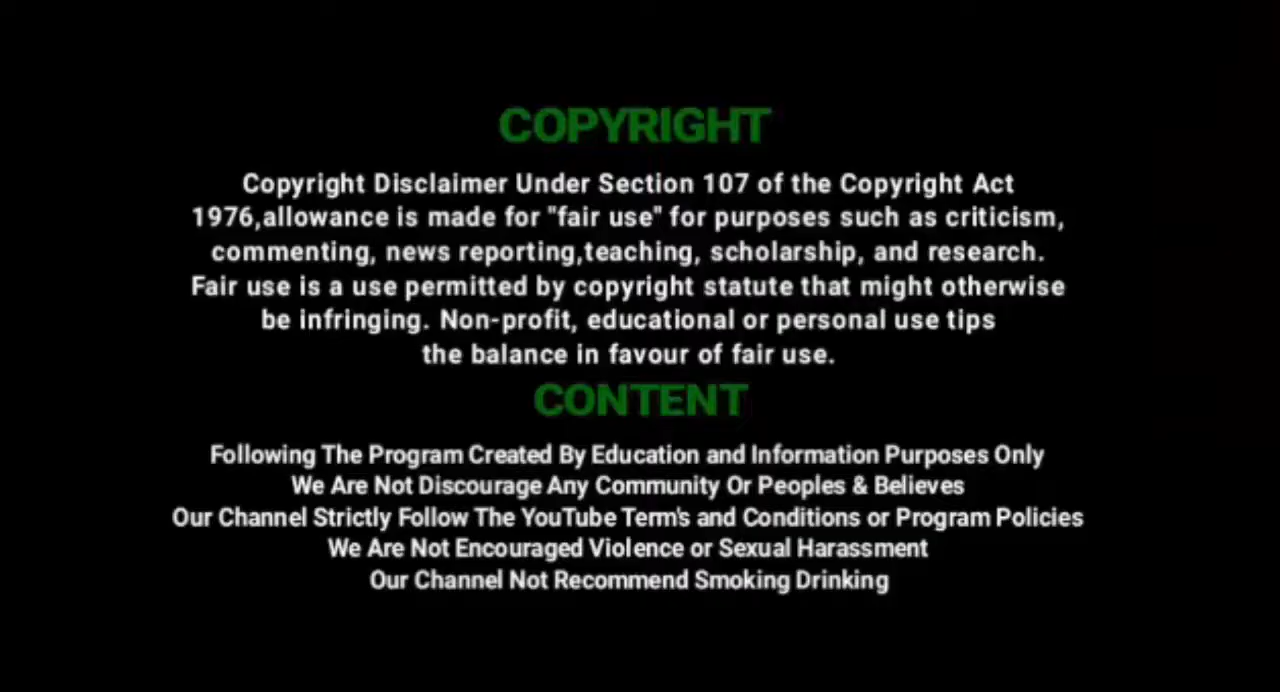 COPYRIGHT
Copyright Disclaimer Under Section 107 of the Copyright Act
1976,allowance is made for "fair use" for purposes such as criticism,
commenting, news reporting,teaching, scholarship, and research.
Fair use is a use permitted by copyright statute that might otherwise
be infringing. Non-profit, educational or personal use tips
the balance in favour of fair use.
CONTENT
Following The Program Created By Education and Information Purposes Only
We Are Not Discourage Any Community Or Peoples & Believes
Our Channel Strictly Follow The YouTube Term's and Conditions or Program Policies
We Are Not Encouraged Violence or Sexual Harassment
Our Channel Not Recommend Smoking Drinking